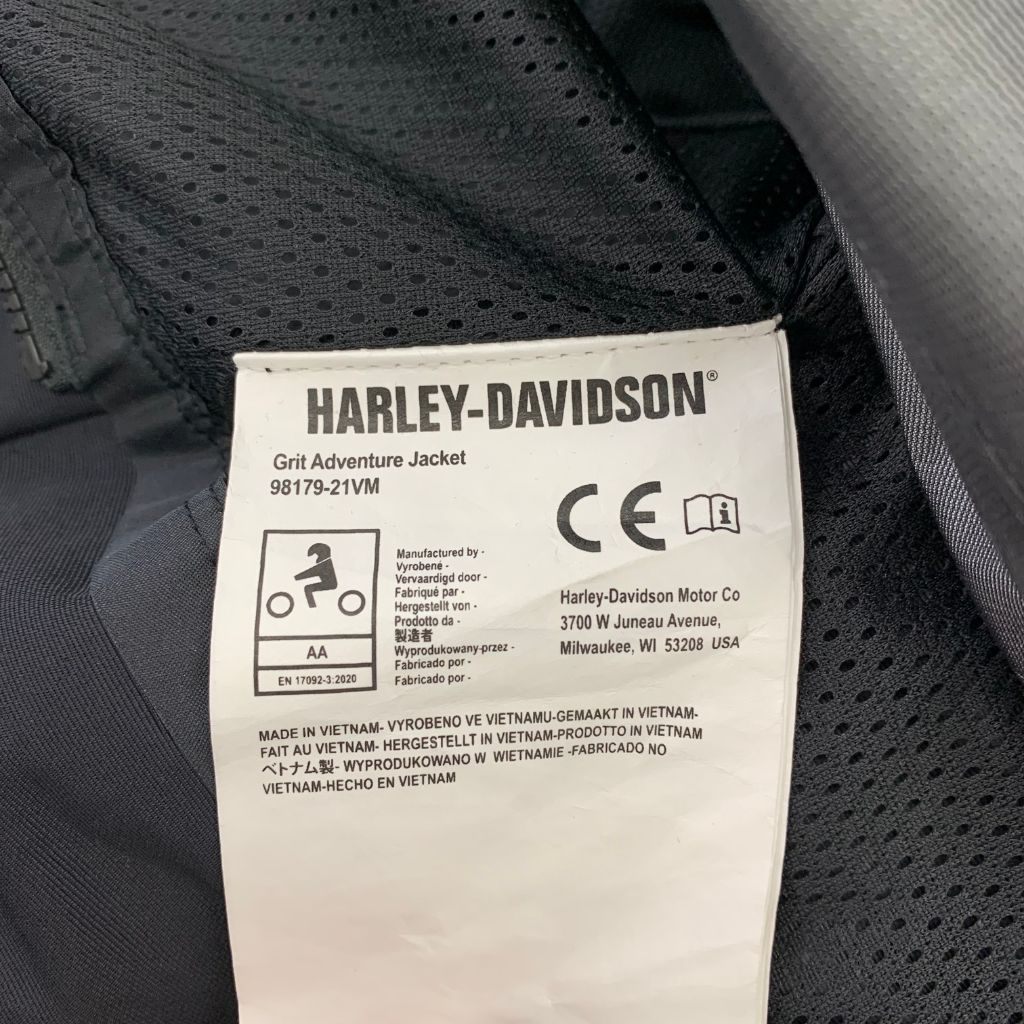 HARLEY-DAVIDSON®
Grit Adventure Jacket
98179-21VM
CE
i
AA
EN 17092-3:2020
Manufactured by -
Vyrobené -
Vervaardigd door -
Fabriqué par -
Hergestellt von -
Prodotto da -
製造者
Wyprodukowany-przez -
Fabricado por -
Fabricado por -
Harley-Davidson Motor Co
3700 W Juneau Avenue,
Milwaukee, WI 53208 USA
MADE IN VIETNAM- VYROBENO VE VIETNAMU-GEMAAKT IN VIETNAM-
FAIT AU VIETNAM- HERGESTELLT IN VIETNAM-PRODOTTO IN VIETNAM
ベトナム製- WYPRODUKOWANO W WIETNAMIE -FABRICADO NO
VIETNAM-HECHO EN VIETNAM